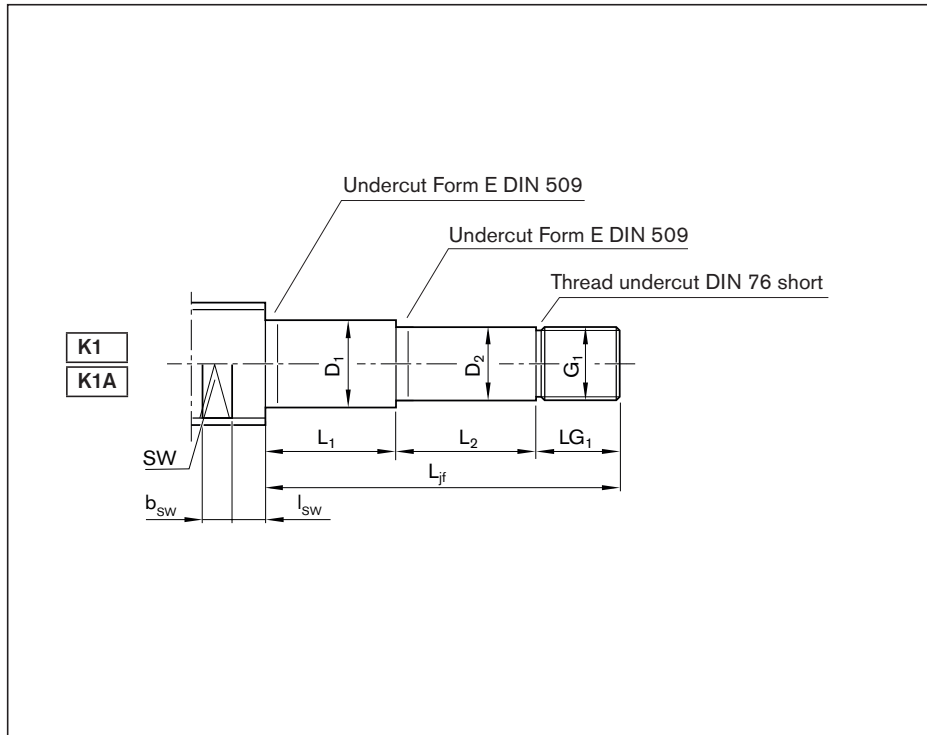 Undercut Form E DIN 509
Undercut Form E DIN 509
Thread undercut DIN 76 short
K1
K1A
D₁
D₂
G₁
SW
L₁
L₂
LG₁
Ljf
bSW
lSW